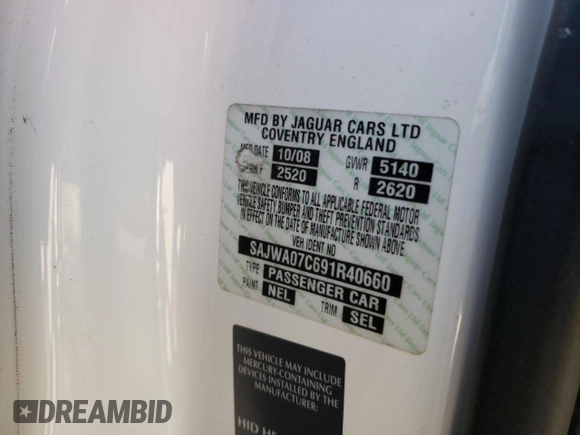 MFD BY JAGUAR CARS LTD
COVENTRY ENGLAND
MFD DATE 10/08 GVWR 5140
F 2520 R 2620
THIS VEHICLE CONFORMS TO ALL APPLICABLE FEDERAL MOTOR
VEHICLE SAFETY BUMPER AND THEFT PREVENTION STANDARDS
IN EFFECT ON THE DATE OF MANUFACTURE SHOWN ABOVE
VEH IDENT NO
SAJWA07C691R40660
TYPE PASSENGER CAR
PAINT NEL TRIM SEL
THIS VEHICLE MAY INCLUDE
MERCURY-CONTAINING
DEVICES INSTALLED BY THE
MANUFACTURER:
DREAMBID